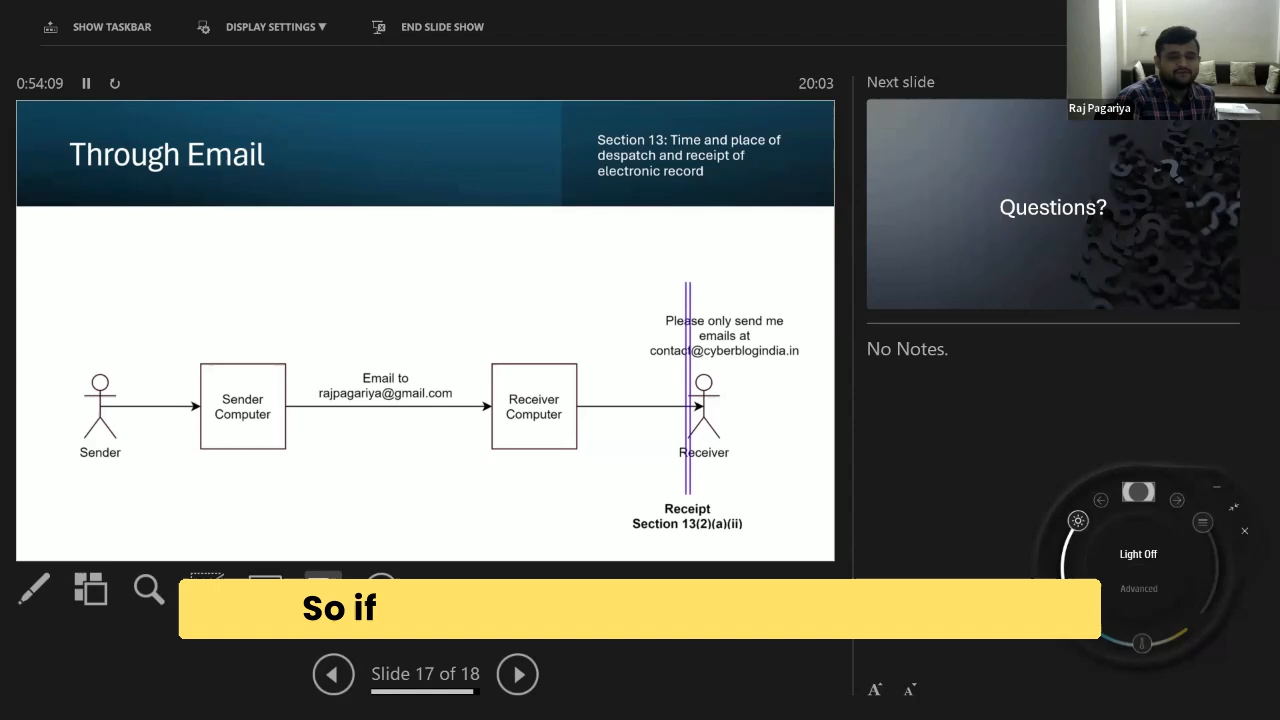 SHOW TASKBAR
DISPLAY SETTINGS ▼
END SLIDE SHOW
Raj Pagariya
0:54:09
20:03
Next slide
Through Email
Section 13: Time and place of
despatch and receipt of
electronic record
Questions?
Please only send me
emails at
contact@cyberblogindia.in
No Notes.
Email to
rajpagariya@gmail.com
Sender
Computer
Receiver
Computer
Sender
Receiver
Receipt
Section 13(2)(a)(ii)
Light Off
Advanced
So if
Slide 17 of 18
A A